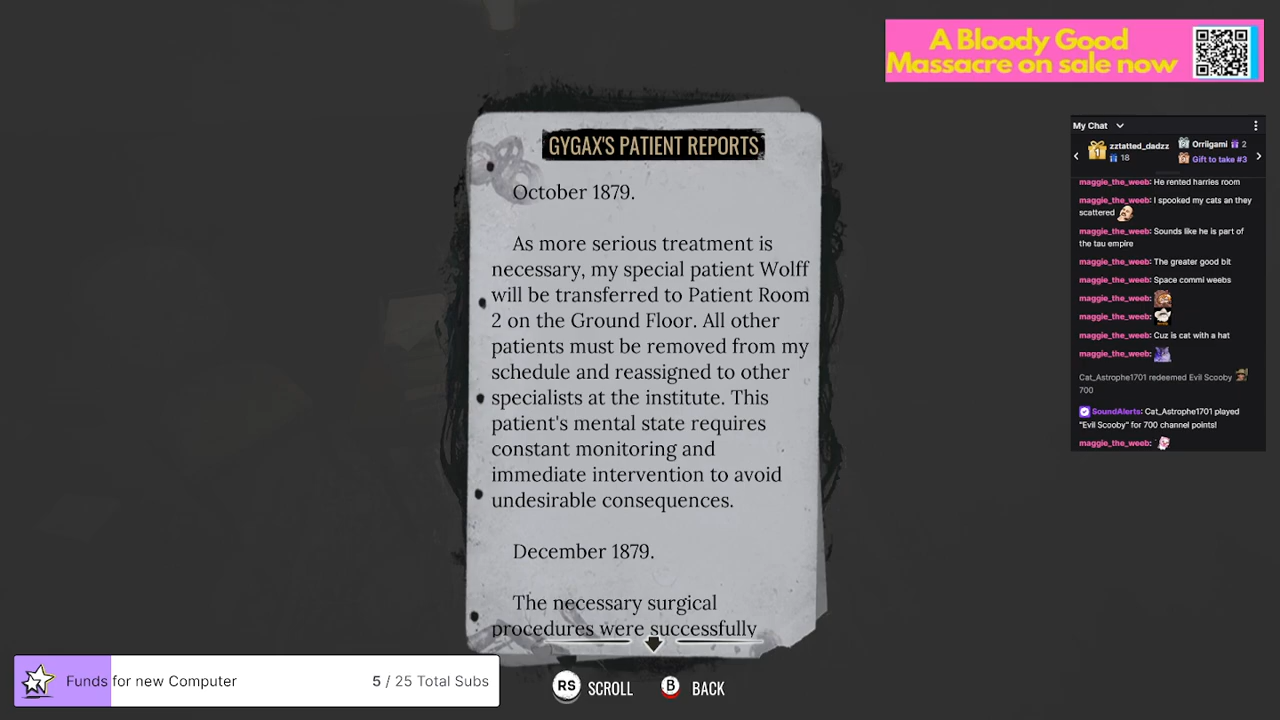 A Bloody Good
Massacre on sale now
My Chat
zztatted_dadzz
18
Orriigami 2
Gift to take #3
GYGAX'S PATIENT REPORTS
October 1879.
As more serious treatment is
necessary, my special patient Wolff
will be transferred to Patient Room
2 on the Ground Floor. All other
patients must be removed from my
schedule and reassigned to other
specialists at the institute. This
patient's mental state requires
constant monitoring and
immediate intervention to avoid
undesirable consequences.
December 1879.
The necessary surgical
procedures were successfully
maggie_the_weeb: He rented harries room
maggie_the_weeb: I spooked my cats an they
scattered
maggie_the_weeb: Sounds like he is part of
the tau empire
maggie_the_weeb: The greater good bit
maggie_the_weeb: Space commi weebs
maggie_the_weeb:
maggie_the_weeb:
maggie_the_weeb: Cuz is cat with a hat
maggie_the_weeb:
Cat_Astrophe1701 redeemed Evil Scooby
700
SoundAlerts: Cat_Astrophe1701 played
"Evil Scooby" for 700 channel points!
maggie_the_weeb:
Funds for new Computer
5 / 25 Total Subs
RS SCROLL
B BACK